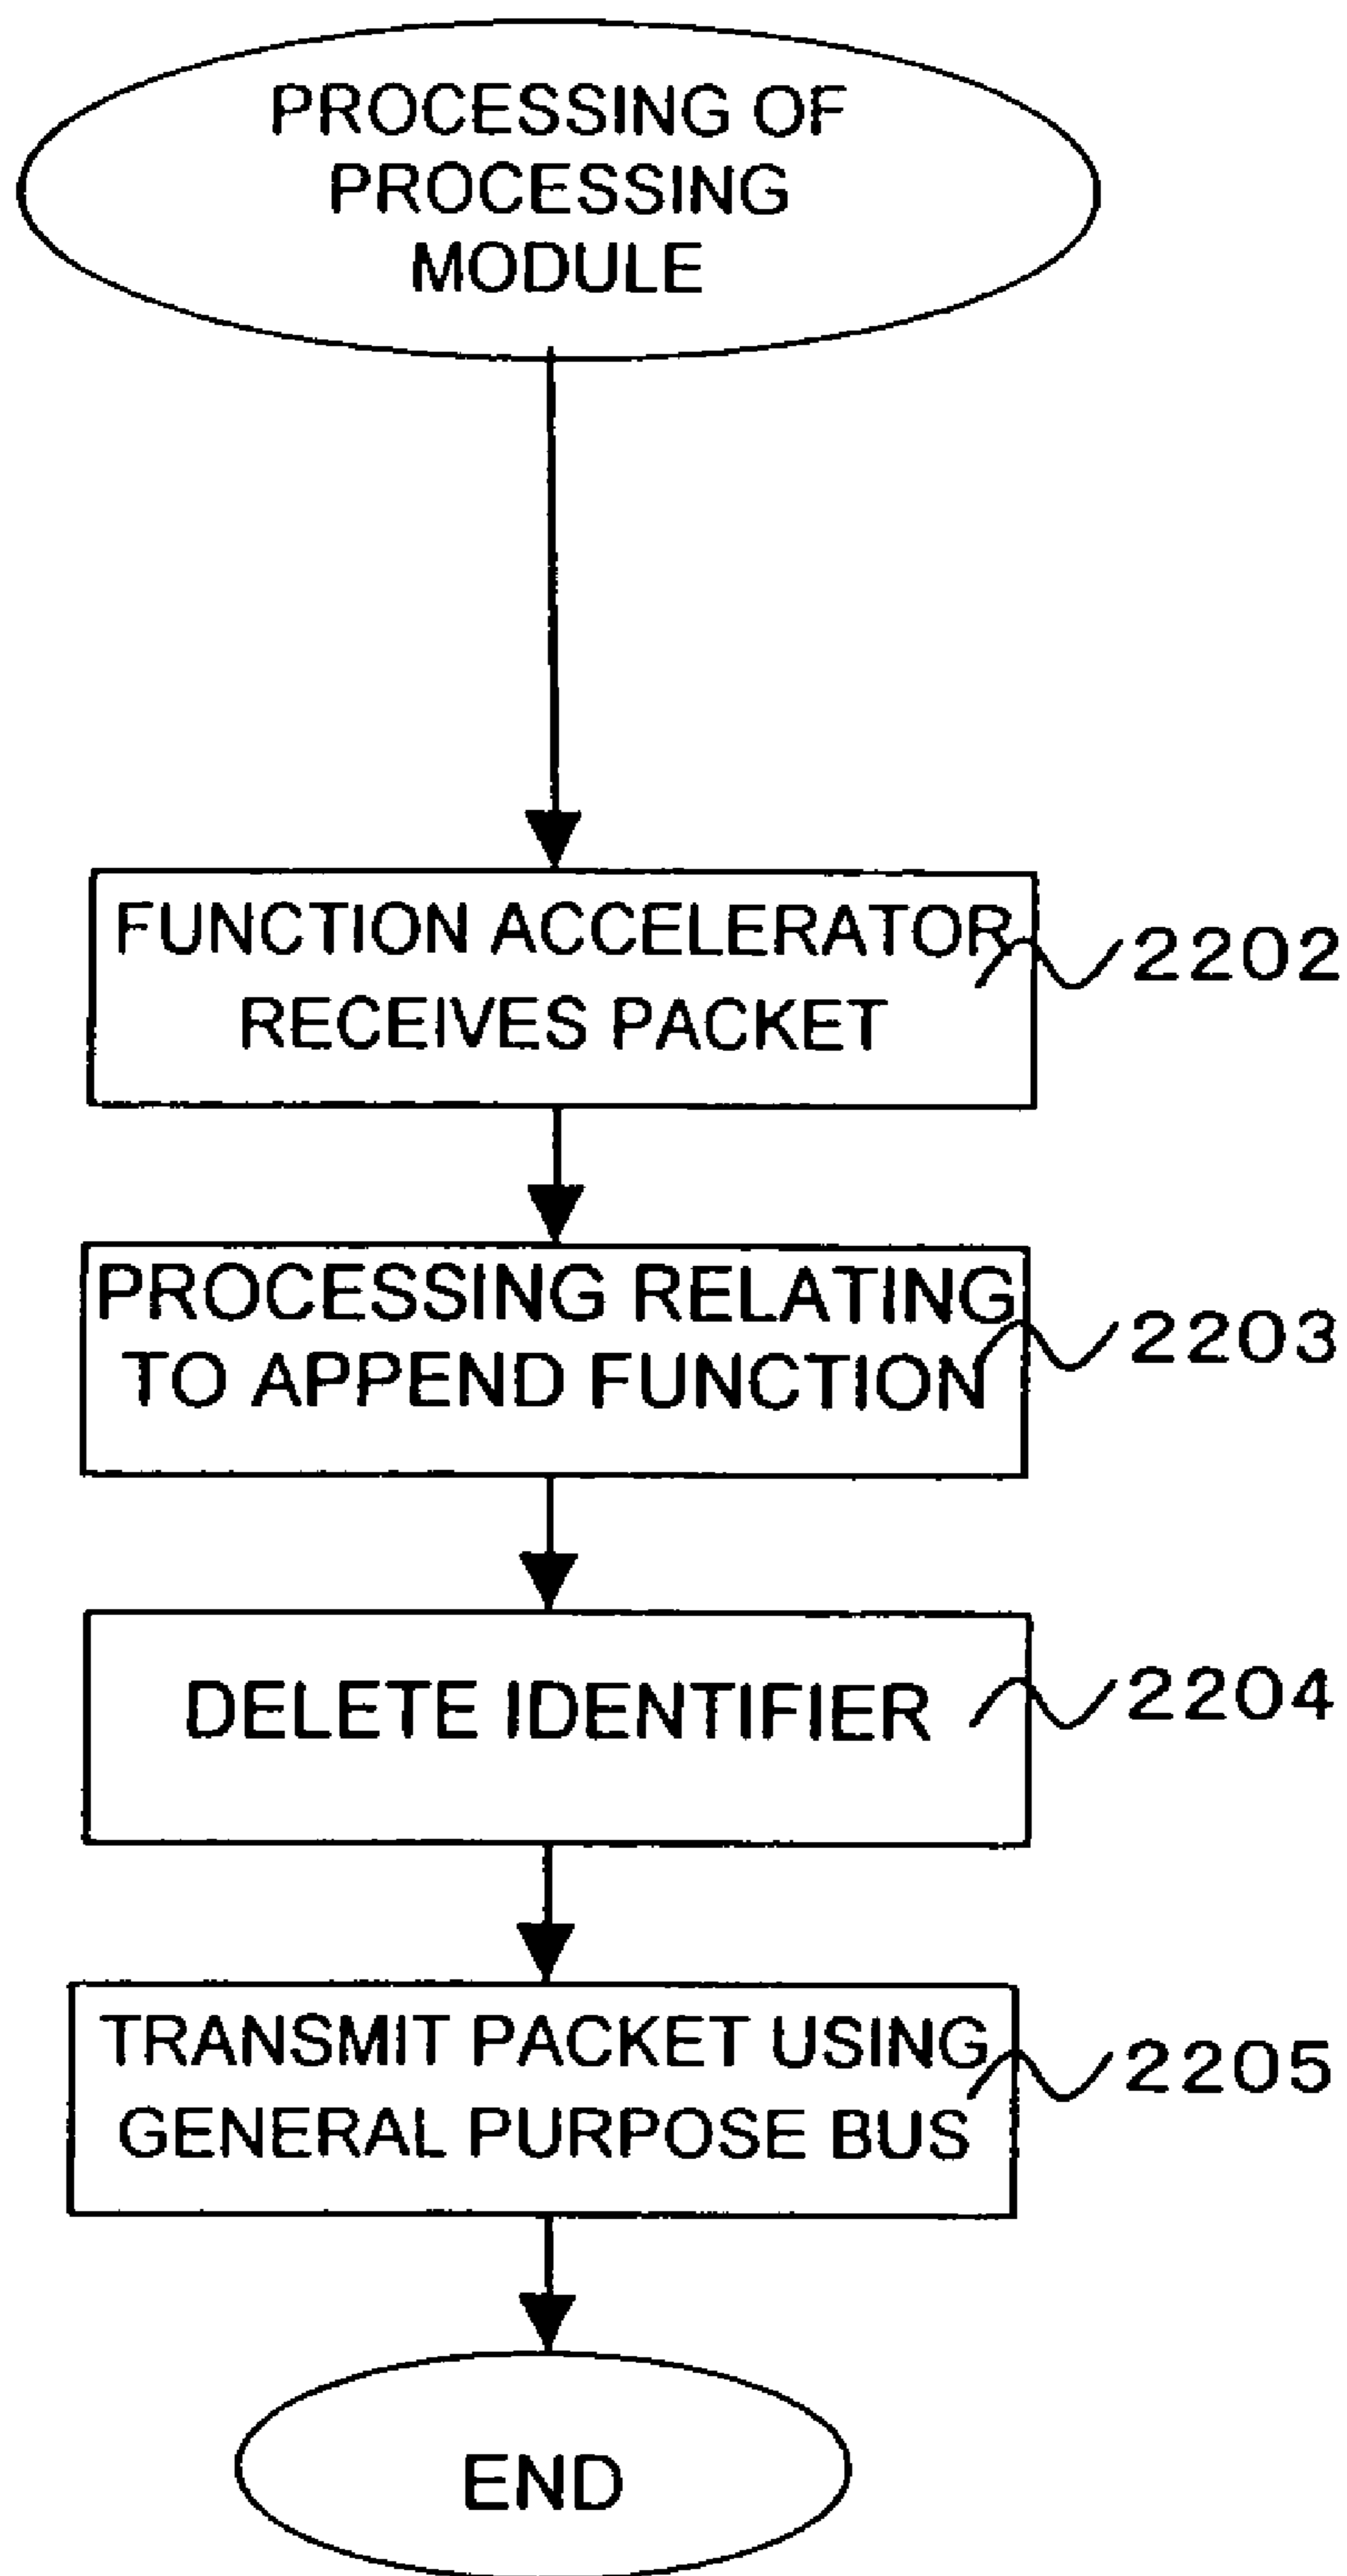 PROCESSING OF
PROCESSING
MODULE
FUNCTION ACCELERATOR
RECEIVES PACKET
2202
PROCESSING RELATING
TO APPEND FUNCTION
2203
DELETE IDENTIFIER
2204
TRANSMIT PACKET USING
GENERAL PURPOSE BUS
2205
END